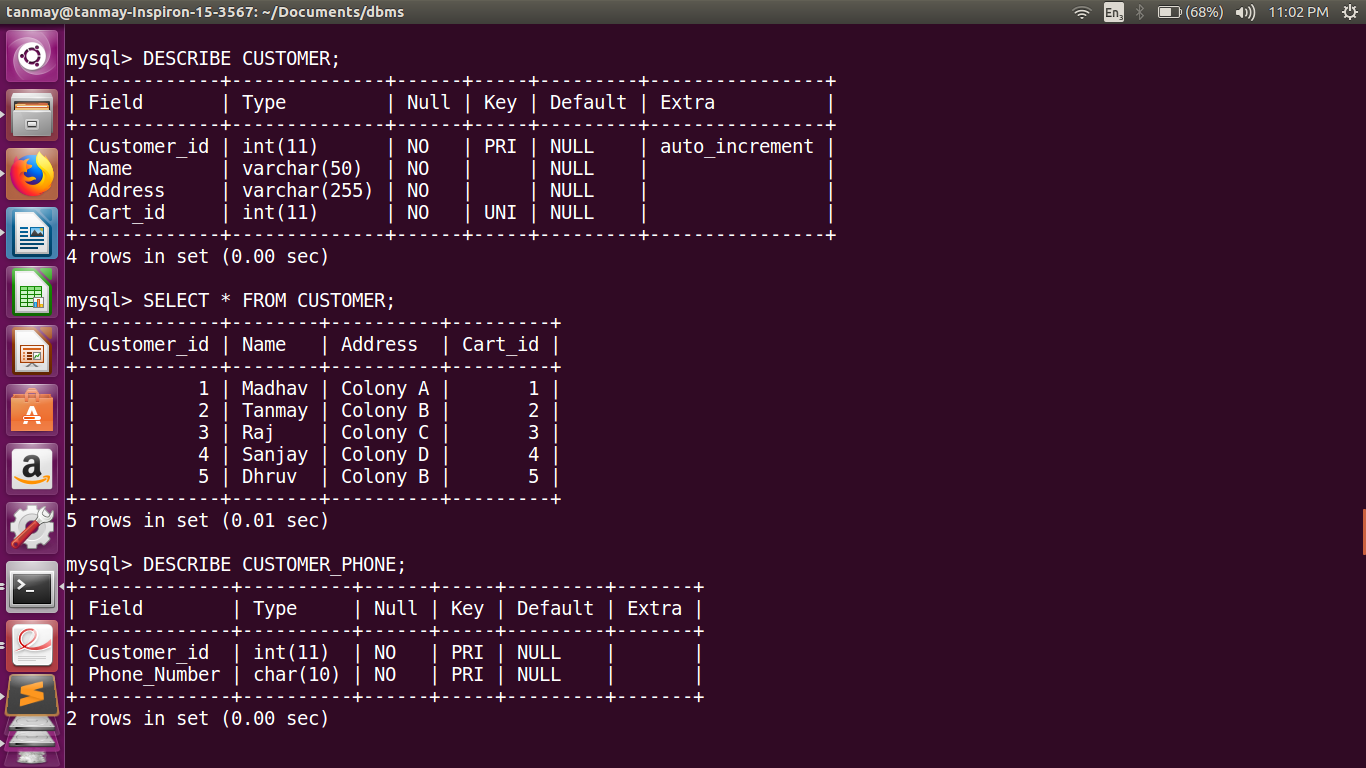 tanmay@tanmay-Inspiron-15-3567: ~/Documents/dbms En3 (68%) 11:02 PM
mysql> DESCRIBE CUSTOMER;
+-------------+--------------+------+-----+---------+----------------+
| Field       | Type         | Null | Key | Default | Extra          |
+-------------+--------------+------+-----+---------+----------------+
| Customer_id | int(11)      | NO   | PRI | NULL    | auto_increment |
| Name        | varchar(50)  | NO   |     | NULL    |                |
| Address     | varchar(255) | NO   |     | NULL    |                |
| Cart_id     | int(11)      | NO   | UNI | NULL    |                |
+-------------+--------------+------+-----+---------+----------------+
4 rows in set (0.00 sec)
mysql> SELECT * FROM CUSTOMER;
+-------------+--------+----------+---------+
| Customer_id | Name   | Address  | Cart_id |
+-------------+--------+----------+---------+
|           1 | Madhav | Colony A |       1 |
|           2 | Tanmay | Colony B |       2 |
|           3 | Raj    | Colony C |       3 |
|           4 | Sanjay | Colony D |       4 |
|           5 | Dhruv  | Colony B |       5 |
+-------------+--------+----------+---------+
5 rows in set (0.01 sec)
mysql> DESCRIBE CUSTOMER_PHONE;
+--------------+----------+------+-----+---------+-------+
| Field        | Type     | Null | Key | Default | Extra |
+--------------+----------+------+-----+---------+-------+
| Customer_id  | int(11)  | NO   | PRI | NULL    |       |
| Phone_Number | char(10) | NO   | PRI | NULL    |       |
+--------------+----------+------+-----+---------+-------+
2 rows in set (0.00 sec)